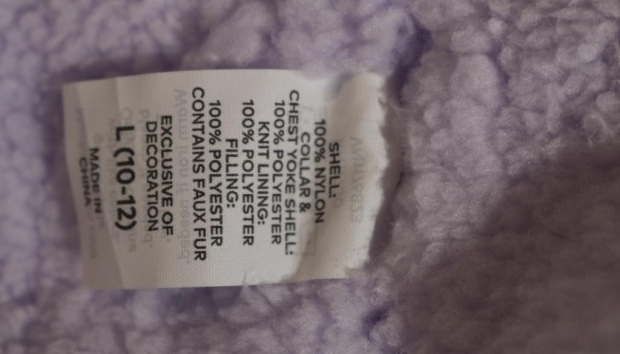 SHELL:
100% NYLON
COLLAR &
CHEST YOKE SHELL:
100% POLYESTER
KNIT LINING:
100% POLYESTER
FILLING:
100% POLYESTER
CONTAINS FAUX FUR
EXCLUSIVE OF
DECORATION
L (10-12)
MADE IN
CHINA